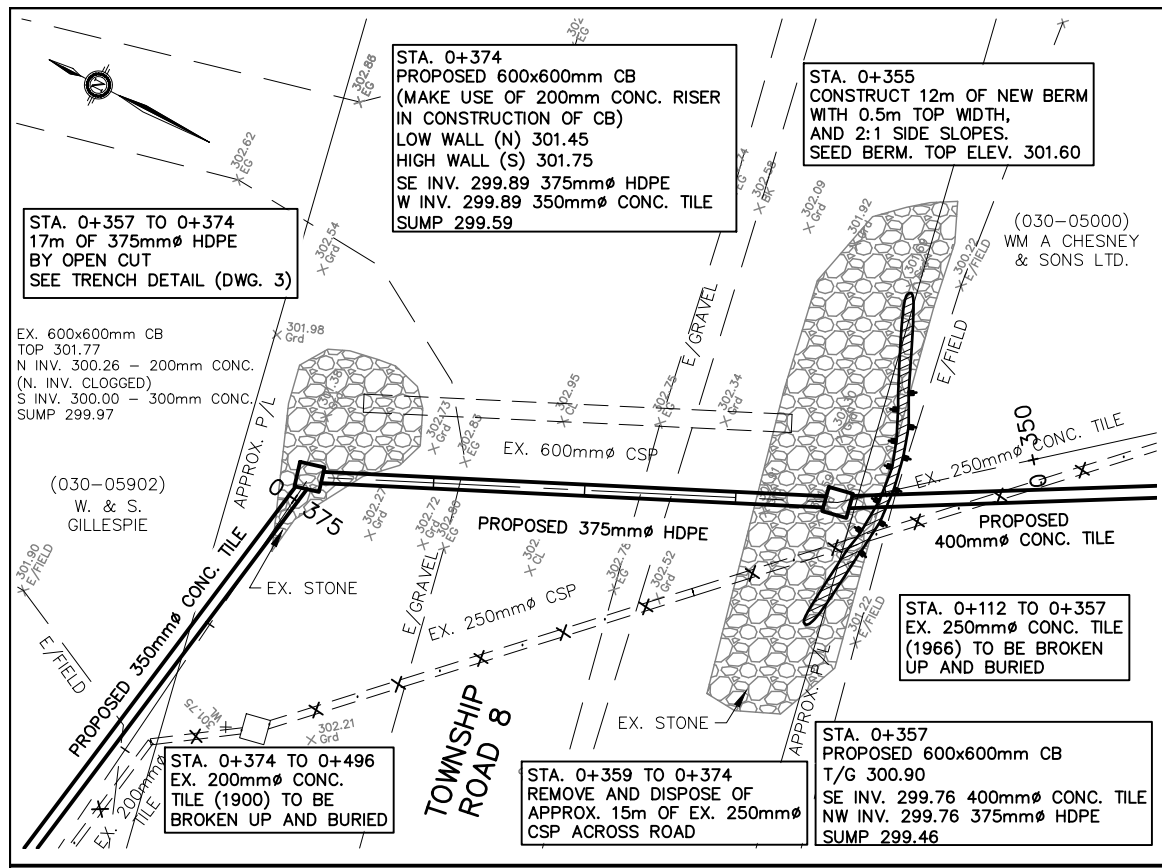 STA. 0+374
PROPOSED 600x600mm CB
(MAKE USE OF 200mm CONC. RISER
IN CONSTRUCTION OF CB)
LOW WALL (N) 301.45
HIGH WALL (S) 301.75
SE INV. 299.89 375mmø HDPE
W INV. 299.89 350mmø CONC. TILE
SUMP 299.59
STA. 0+355
CONSTRUCT 12m OF NEW BERM
WITH 0.5m TOP WIDTH,
AND 2:1 SIDE SLOPES.
SEED BERM. TOP ELEV. 301.60
N
302.86
EG
302.62
EG
302.58
BK
302.09
Grd
301.92
STA. 0+357 TO 0+374
17m OF 375mmø HDPE
BY OPEN CUT
SEE TRENCH DETAIL (DWG. 3)
302.54
Grd
(030-05000)
WM A CHESNEY
& SONS LTD.
300.22
E/FIELD
EX. 600x600mm CB
TOP 301.77
N INV. 300.26 - 200mm CONC.
(N. INV. CLOGGED)
S INV. 300.00 - 300mm CONC.
SUMP 299.97
301.98
Grd
301.38
APPROX. P/L
E/GRAVEL
E/FIELD
302.73
Grd
302.83
EG
302.95
CL
302.75
EG
302.34
Grd
EX. 600mm CSP
EX. 250mmø CONC. TILE
0+350
(030-05902)
W. & S.
GILLESPIE
0+375
302.27
Grd
302.72
Grd
EG
PROPOSED 375mmø HDPE
PROPOSED
400mmø CONC. TILE
CL
302.76
EG
302.52
Grd
301.90
E/FIELD
EX. STONE
E/GRAVEL
EX. 250mmø CSP
301.22
E/FIELD
STA. 0+112 TO 0+357
EX. 250mmø CONC. TILE
(1966) TO BE BROKEN
UP AND BURIED
E/FIELD
PROPOSED 350mmø CONC. TILE
301.75
WL
302.21
Grd
TOWNSHIP
ROAD 8
EX. STONE
APPROX. P/L
STA. 0+374 TO 0+496
EX. 200mmø CONC.
TILE (1900) TO BE
BROKEN UP AND BURIED
EX. 200mmø
TILE
STA. 0+359 TO 0+374
REMOVE AND DISPOSE OF
APPROX. 15m OF EX. 250mmø
CSP ACROSS ROAD
STA. 0+357
PROPOSED 600x600mm CB
T/G 300.90
SE INV. 299.76 400mmø CONC. TILE
NW INV. 299.76 375mmø HDPE
SUMP 299.46